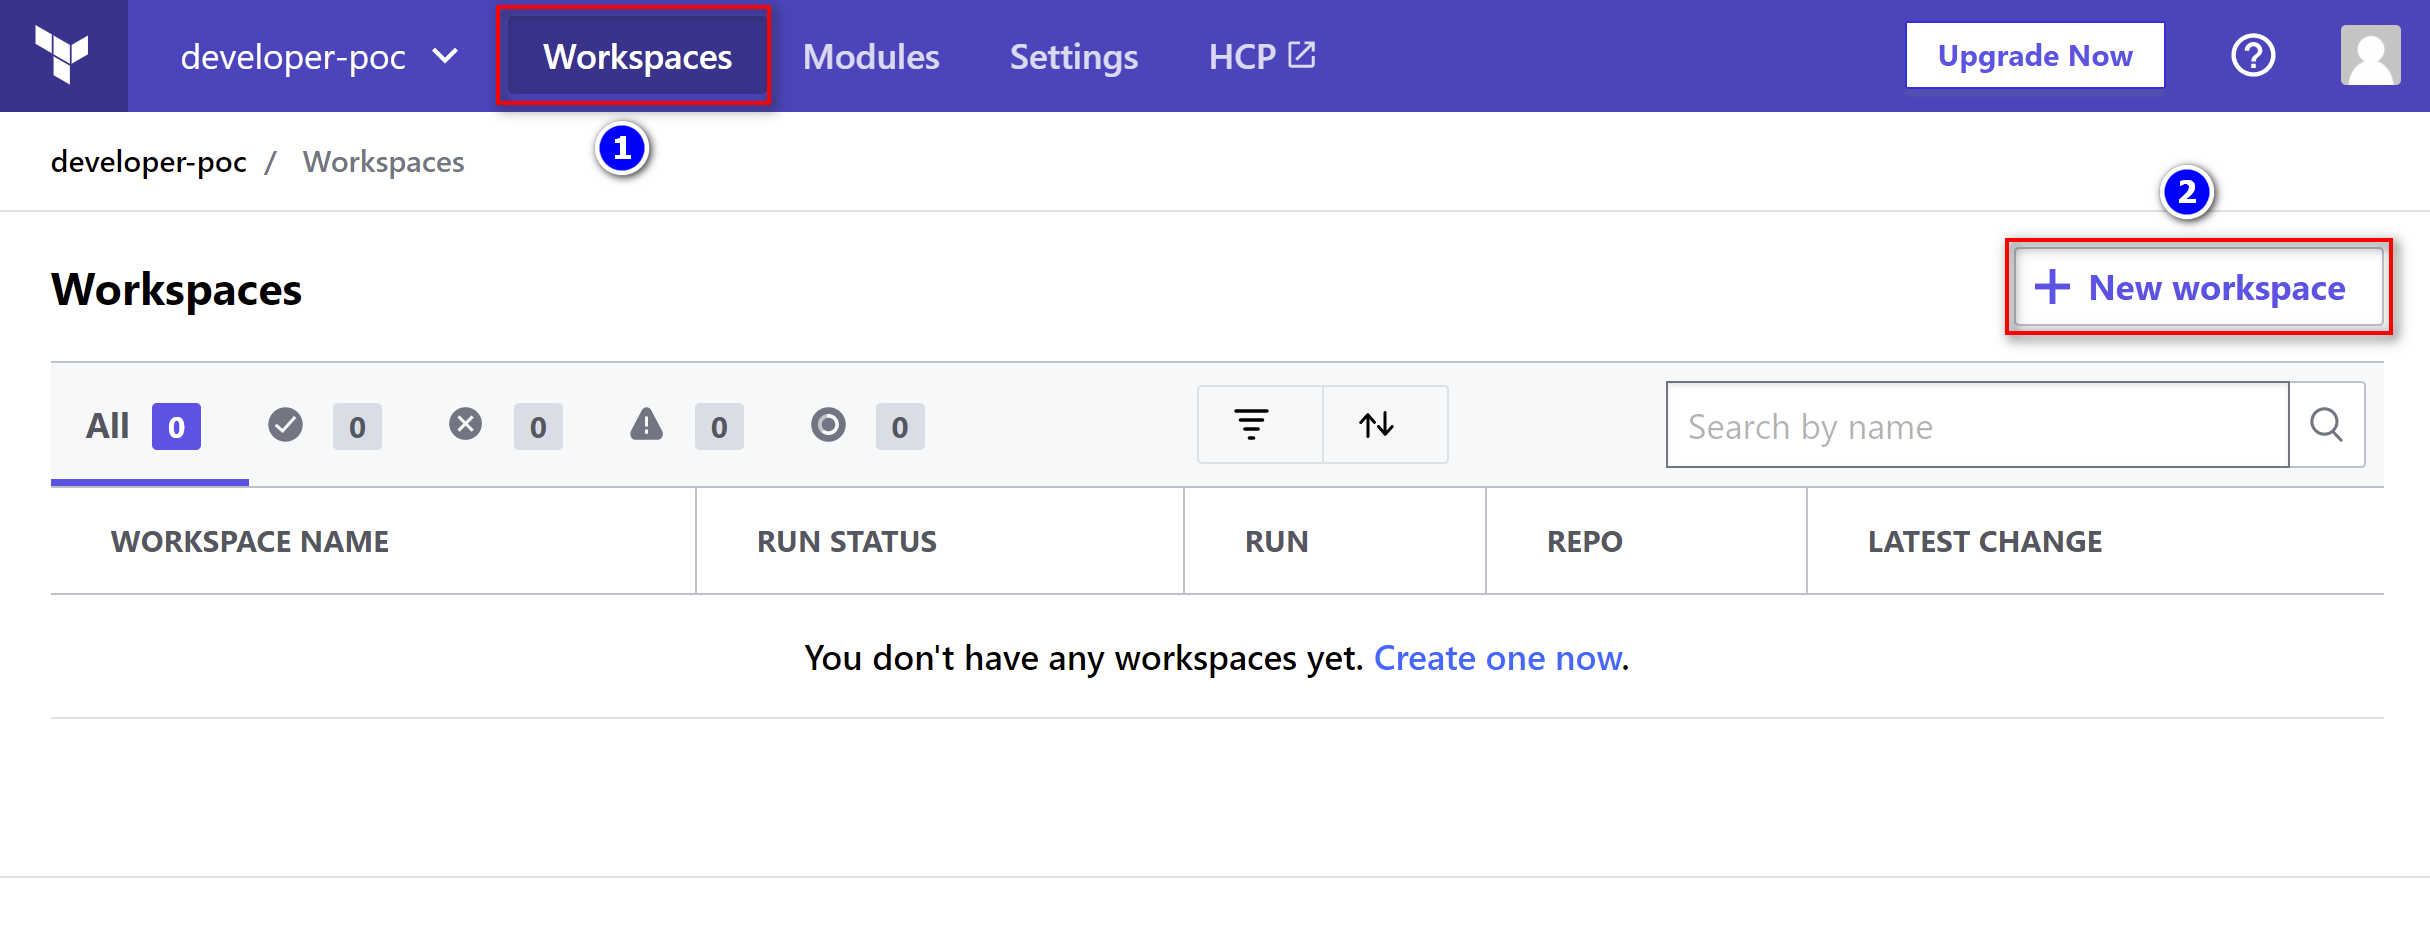 developer-poc Workspaces Modules Settings HCP Upgrade Now ?
1
developer-poc / Workspaces
2
Workspaces + New workspace
All 0 0 0 0 0 Search by name
WORKSPACE NAME RUN STATUS RUN REPO LATEST CHANGE
You don't have any workspaces yet. Create one now.